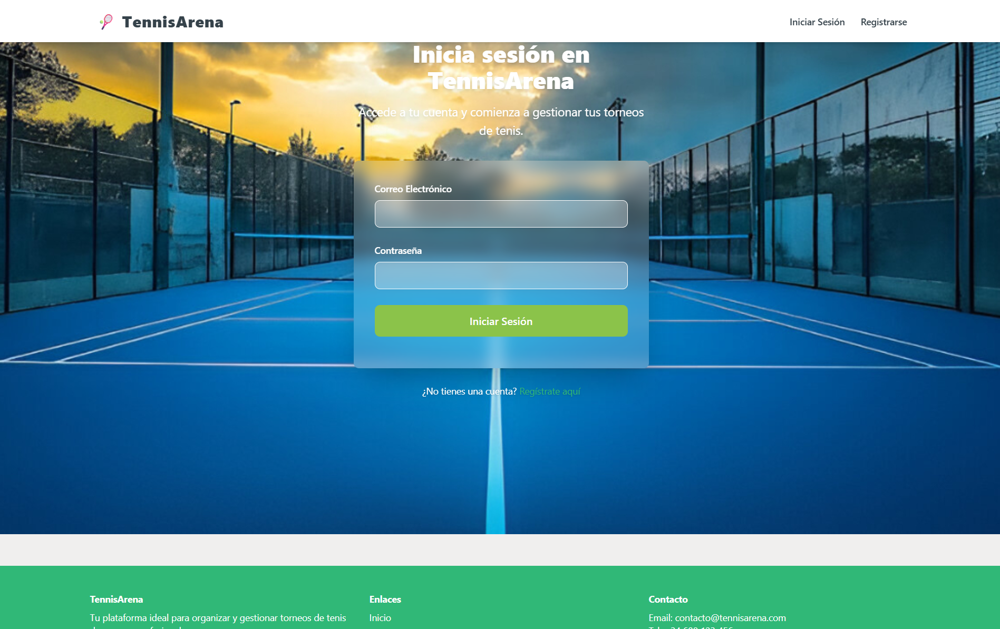 TennisArena
Iniciar Sesión
Registrarse
Inicia sesión en
TennisArena
Accede a tu cuenta y comienza a gestionar tus torneos
de tenis.
Correo Electrónico
Contraseña
Iniciar Sesión
¿No tienes una cuenta? Regístrate aquí
TennisArena
Tu plataforma ideal para organizar y gestionar torneos de tenis
Enlaces
Inicio
Contacto
Email: contacto@tennisarena.com